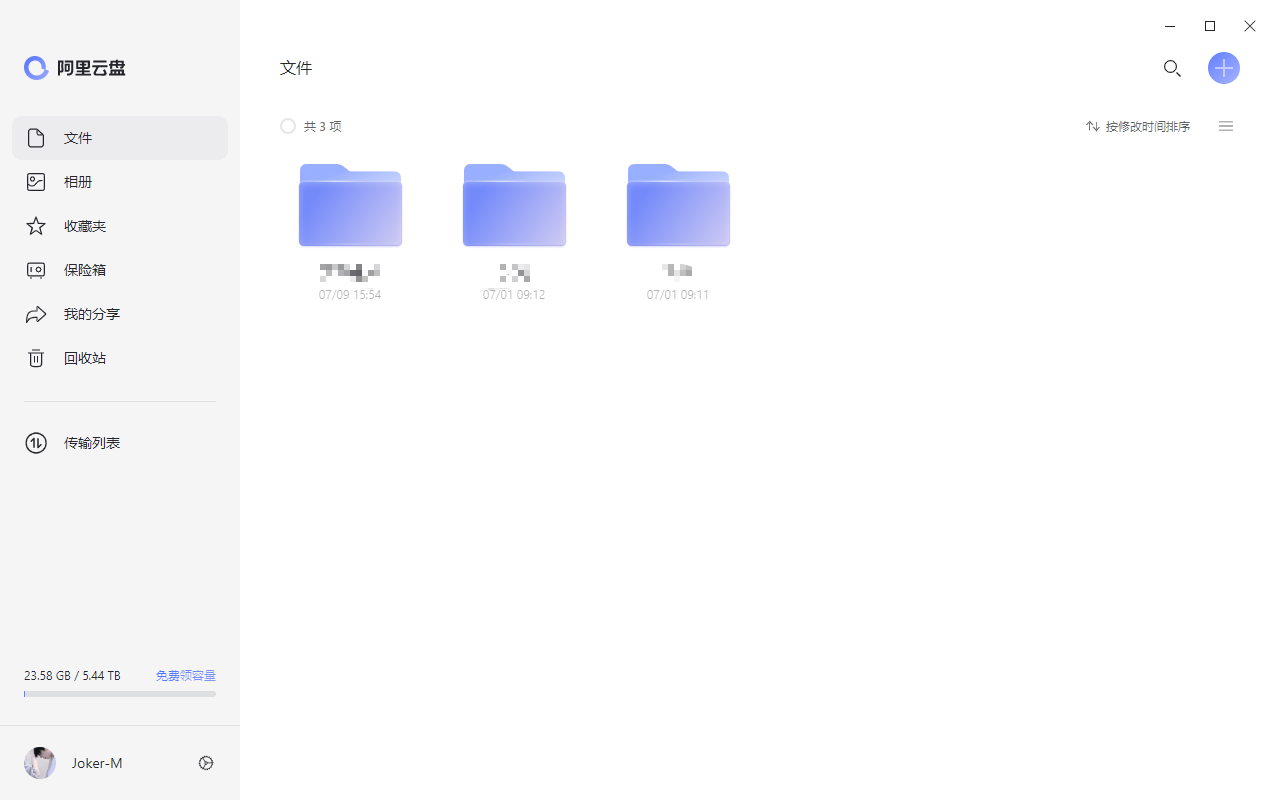 阿里云盘
文件
相册
收藏夹
保险箱
我的分享
回收站
传输列表
23.58 GB / 5.44 TB 免费领容量
Joker-M
文件
共 3 项 按修改时间排序
07/09 15:54 07/01 09:12 07/01 09:11